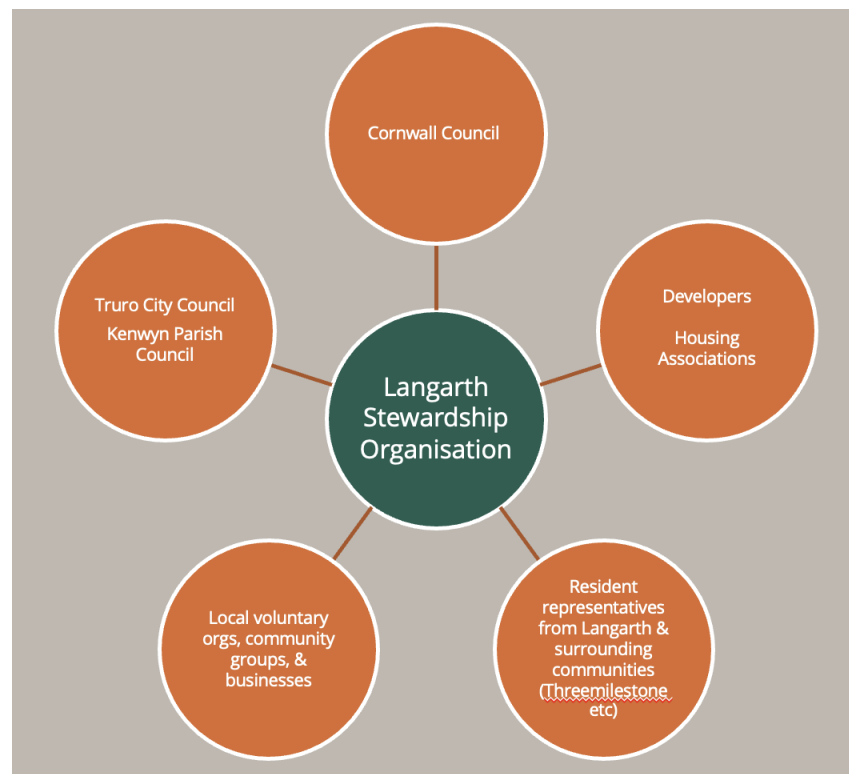 Cornwall Council
Truro City Council
Kenwyn Parish
Council
Developers
Housing
Associations
Langarth
Stewardship
Organisation
Local voluntary
orgs, community
groups, &
businesses
Resident
representatives
from Langarth &
surrounding
communities
(Threemilestone
etc)